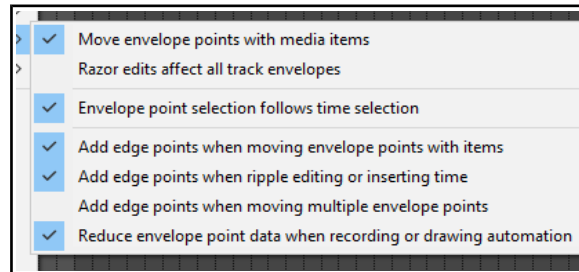 Move envelope points with media items
Razor edits affect all track envelopes
Envelope point selection follows time selection
Add edge points when moving envelope points with items
Add edge points when ripple editing or inserting time
Add edge points when moving multiple envelope points
Reduce envelope point data when recording or drawing automation